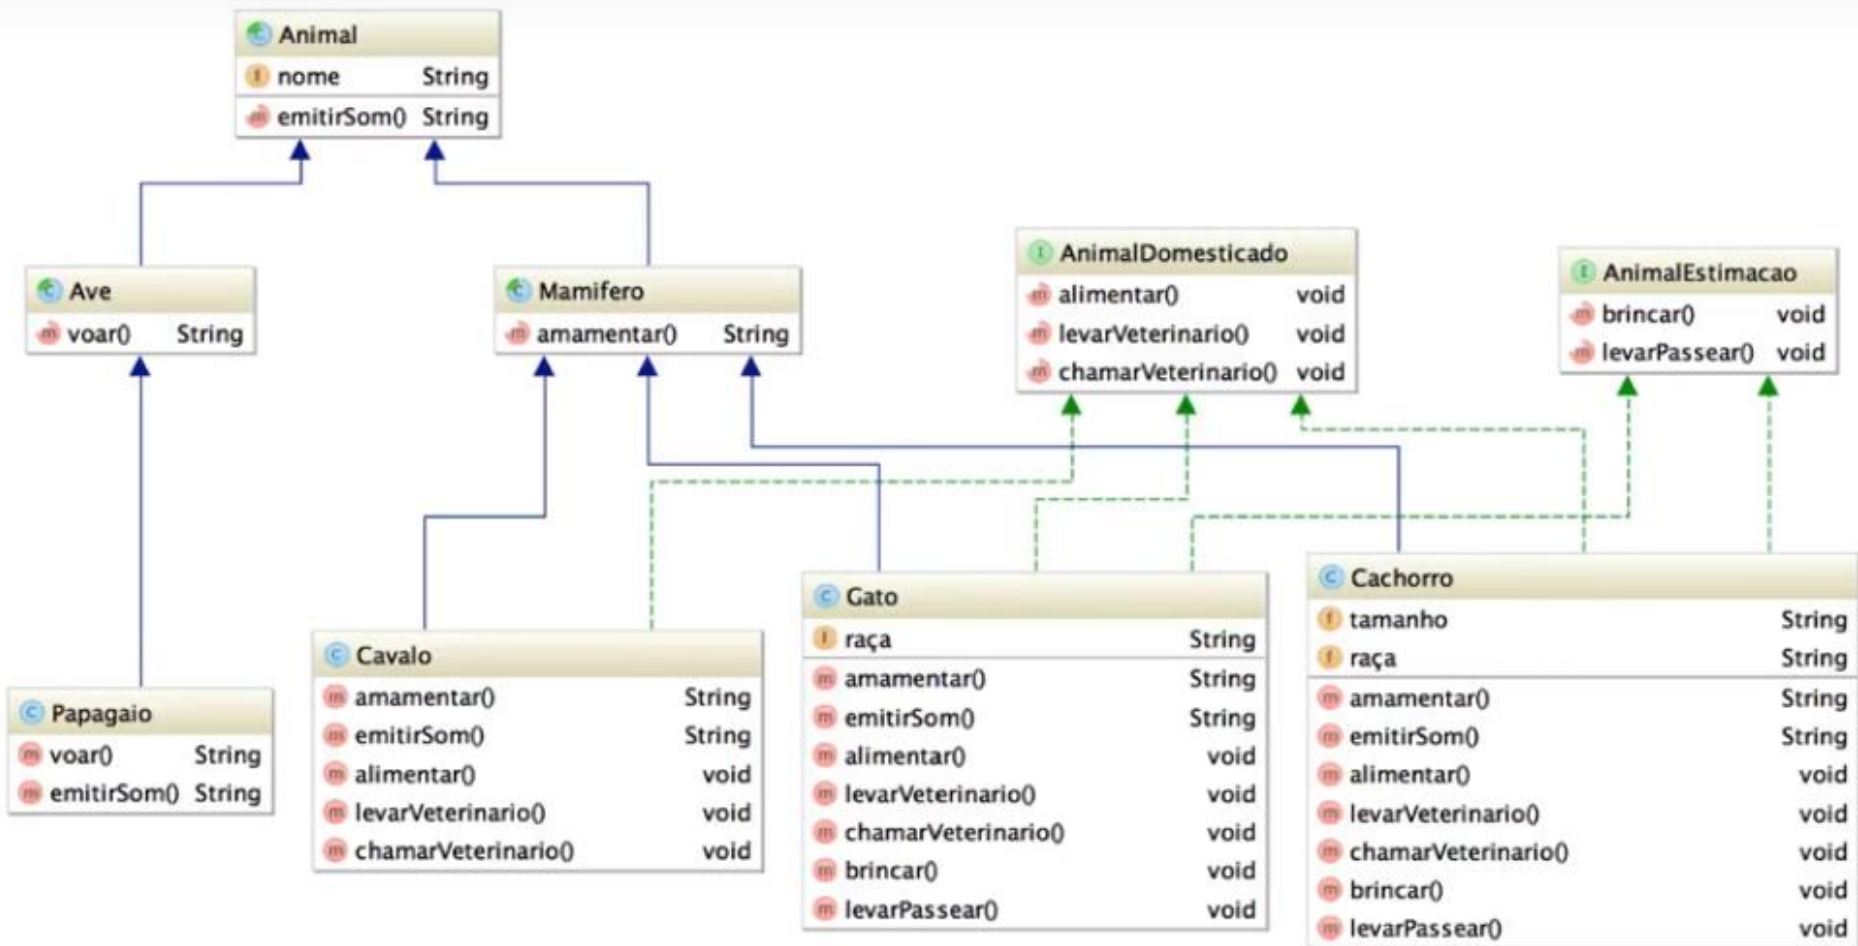 Animal
nome String
emitirSom() String
Ave
voar() String
Mamifero
amamentar() String
AnimalDomesticado
alimentar() void
levarVeterinario() void
chamarVeterinario() void
AnimalEstimacao
brincar() void
levarPassear() void
Papagaio
voar() String
emitirSom() String
Cavalo
amamentar() String
emitirSom() String
alimentar() void
levarVeterinario() void
chamarVeterinario() void
Gato
raça String
amamentar() String
emitirSom() String
alimentar() void
levarVeterinario() void
chamarVeterinario() void
brincar() void
levarPassear() void
Cachorro
tamanho String
raça String
amamentar() String
emitirSom() String
alimentar() void
levarVeterinario() void
chamarVeterinario() void
brincar() void
levarPassear() void